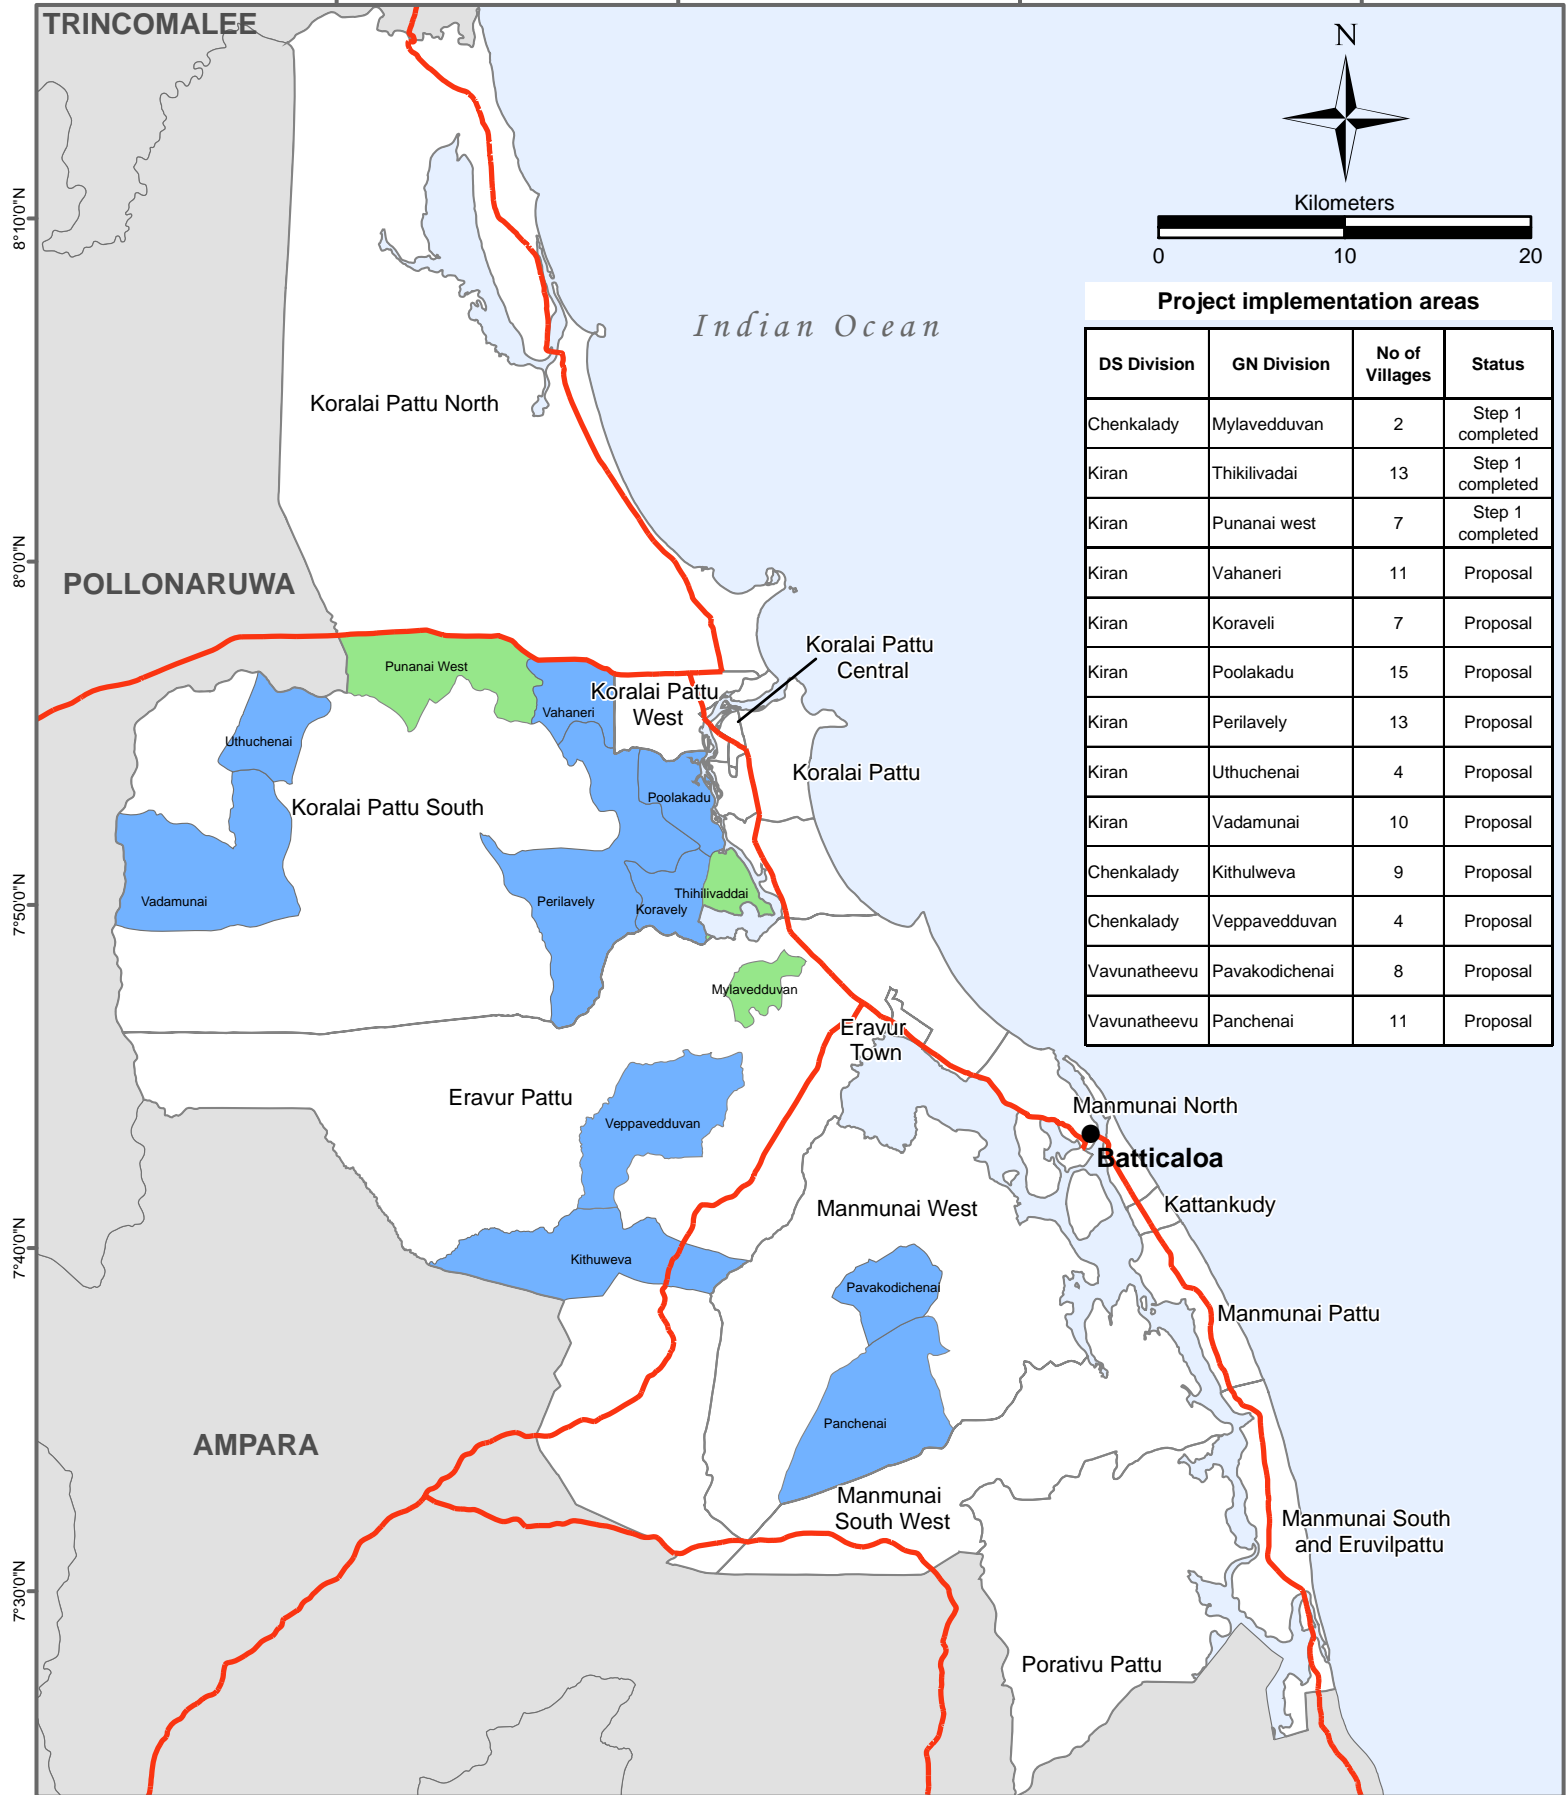 TRINCOMALEE
N
Kilometers
0 10 20
8°10'0"N
Indian Ocean
Project implementation areas
DS Division GN Division No of Villages Status
Chenkalady Mylavedduvan 2 Step 1 completed
Kiran Thikilivadai 13 Step 1 completed
Kiran Punanai west 7 Step 1 completed
Kiran Vahaneri 11 Proposal
Kiran Koraveli 7 Proposal
Kiran Poolakadu 15 Proposal
Kiran Perilavely 13 Proposal
Kiran Uthuchenai 4 Proposal
Kiran Vadamunai 10 Proposal
Chenkalady Kithulweva 9 Proposal
Chenkalady Veppavedduvan 4 Proposal
Vavunatheevu Pavakodichenai 8 Proposal
Vavunatheevu Panchenai 11 Proposal
Koralai Pattu North
8°0'0"N
POLLONARUWA
Koralai Pattu
Central
Punanai West
Koralai Pattu
West
Vahaneri
Uthuchenai
Koralai Pattu
Koralai Pattu South
Poolakadu
Vadamunai
Perilavely
Koravely
Thihilivaddai
7°50'0"N
Mylavedduvan
Eravur
Town
Eravur Pattu
Veppavedduvan
Manmunai North
Batticaloa
Kattankudy
Manmunai West
7°40'0"N
Kithuweva
Pavakodichenai
Manmunai Pattu
Panchenai
AMPARA
Manmunai
South West
Manmunai South
and Eruvilpattu
7°30'0"N
Porativu Pattu